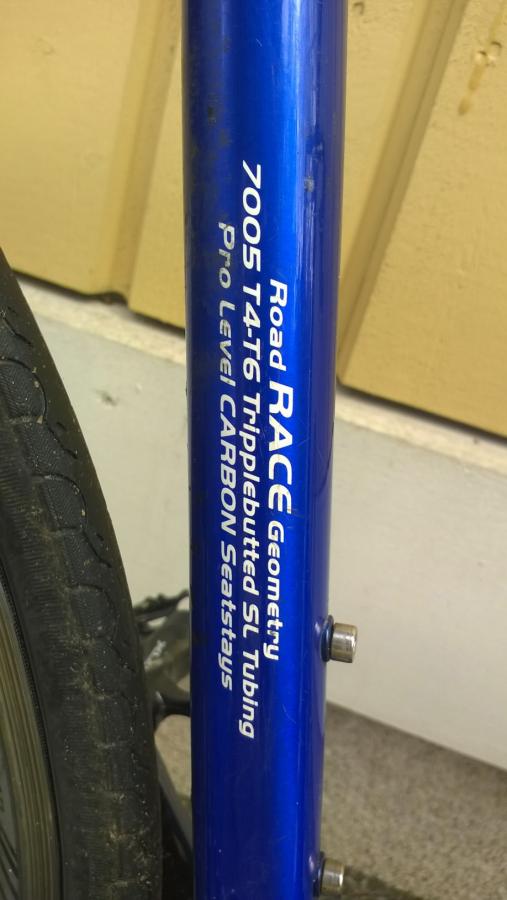 Road RACE Geometry
7005 T4-T6 Tripplebutted SL Tubing
Pro Level CARBON Seatstays